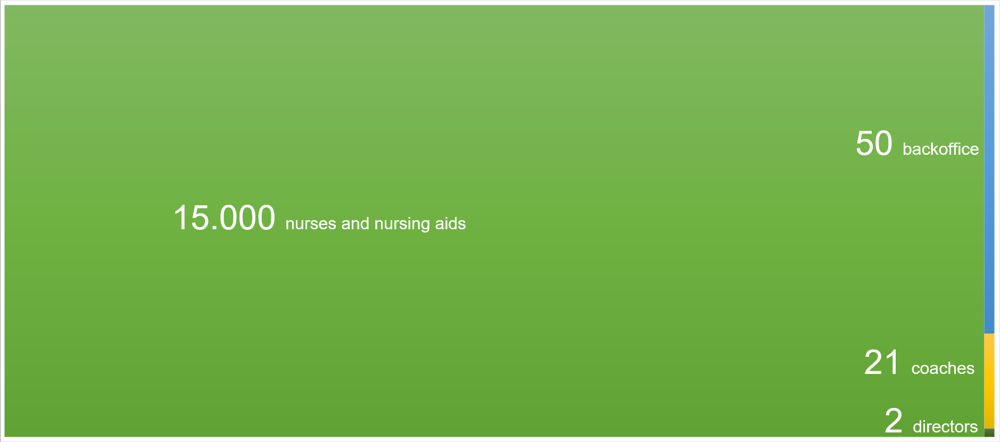 50 backoffice
15.000 nurses and nursing aids
21 coaches
2 directors